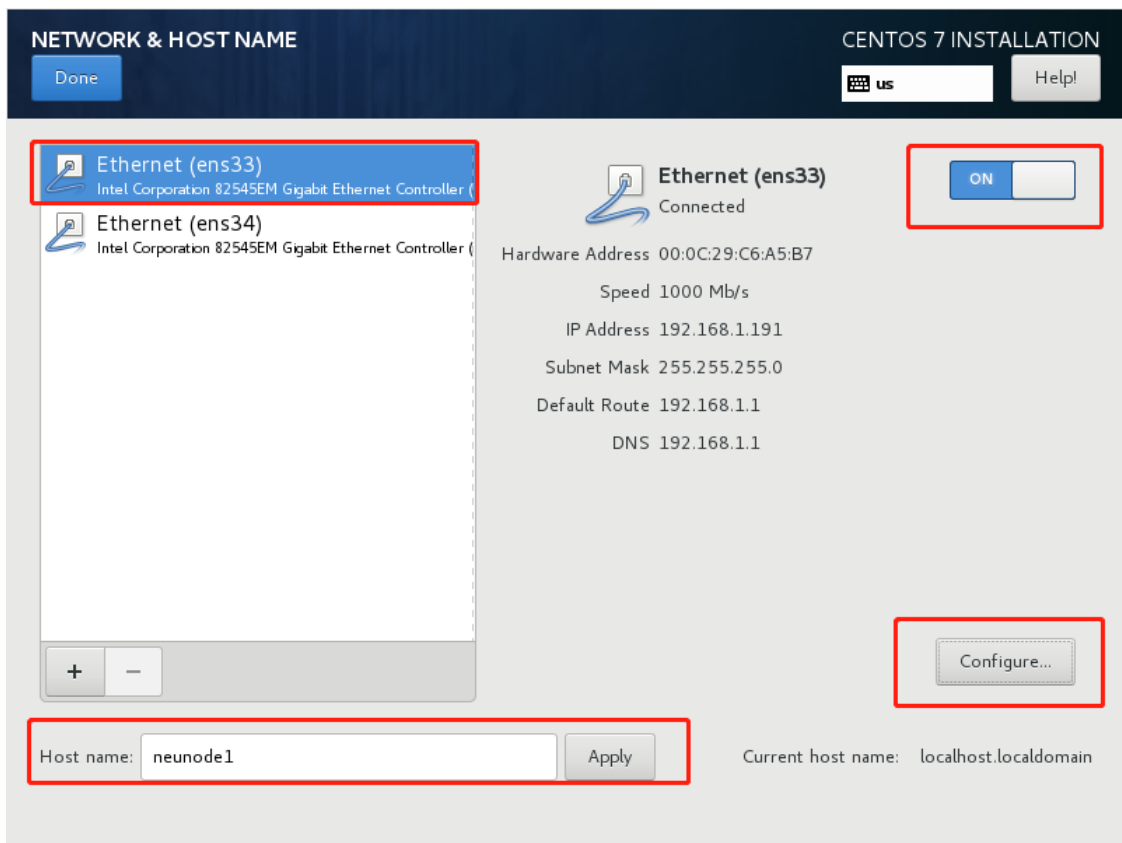 NETWORK & HOST NAME
CENTOS 7 INSTALLATION
Done
us
Help!
Ethernet (ens33)
Intel Corporation 82545EM Gigabit Ethernet Controller (
Ethernet (ens34)
Intel Corporation 82545EM Gigabit Ethernet Controller (
Ethernet (ens33)
Connected
ON
Hardware Address 00:0C:29:C6:A5:B7
Speed 1000 Mb/s
IP Address 192.168.1.191
Subnet Mask 255.255.255.0
Default Route 192.168.1.1
DNS 192.168.1.1
+ −
Configure...
Host name: neunode1 Apply
Current host name: localhost.localdomain